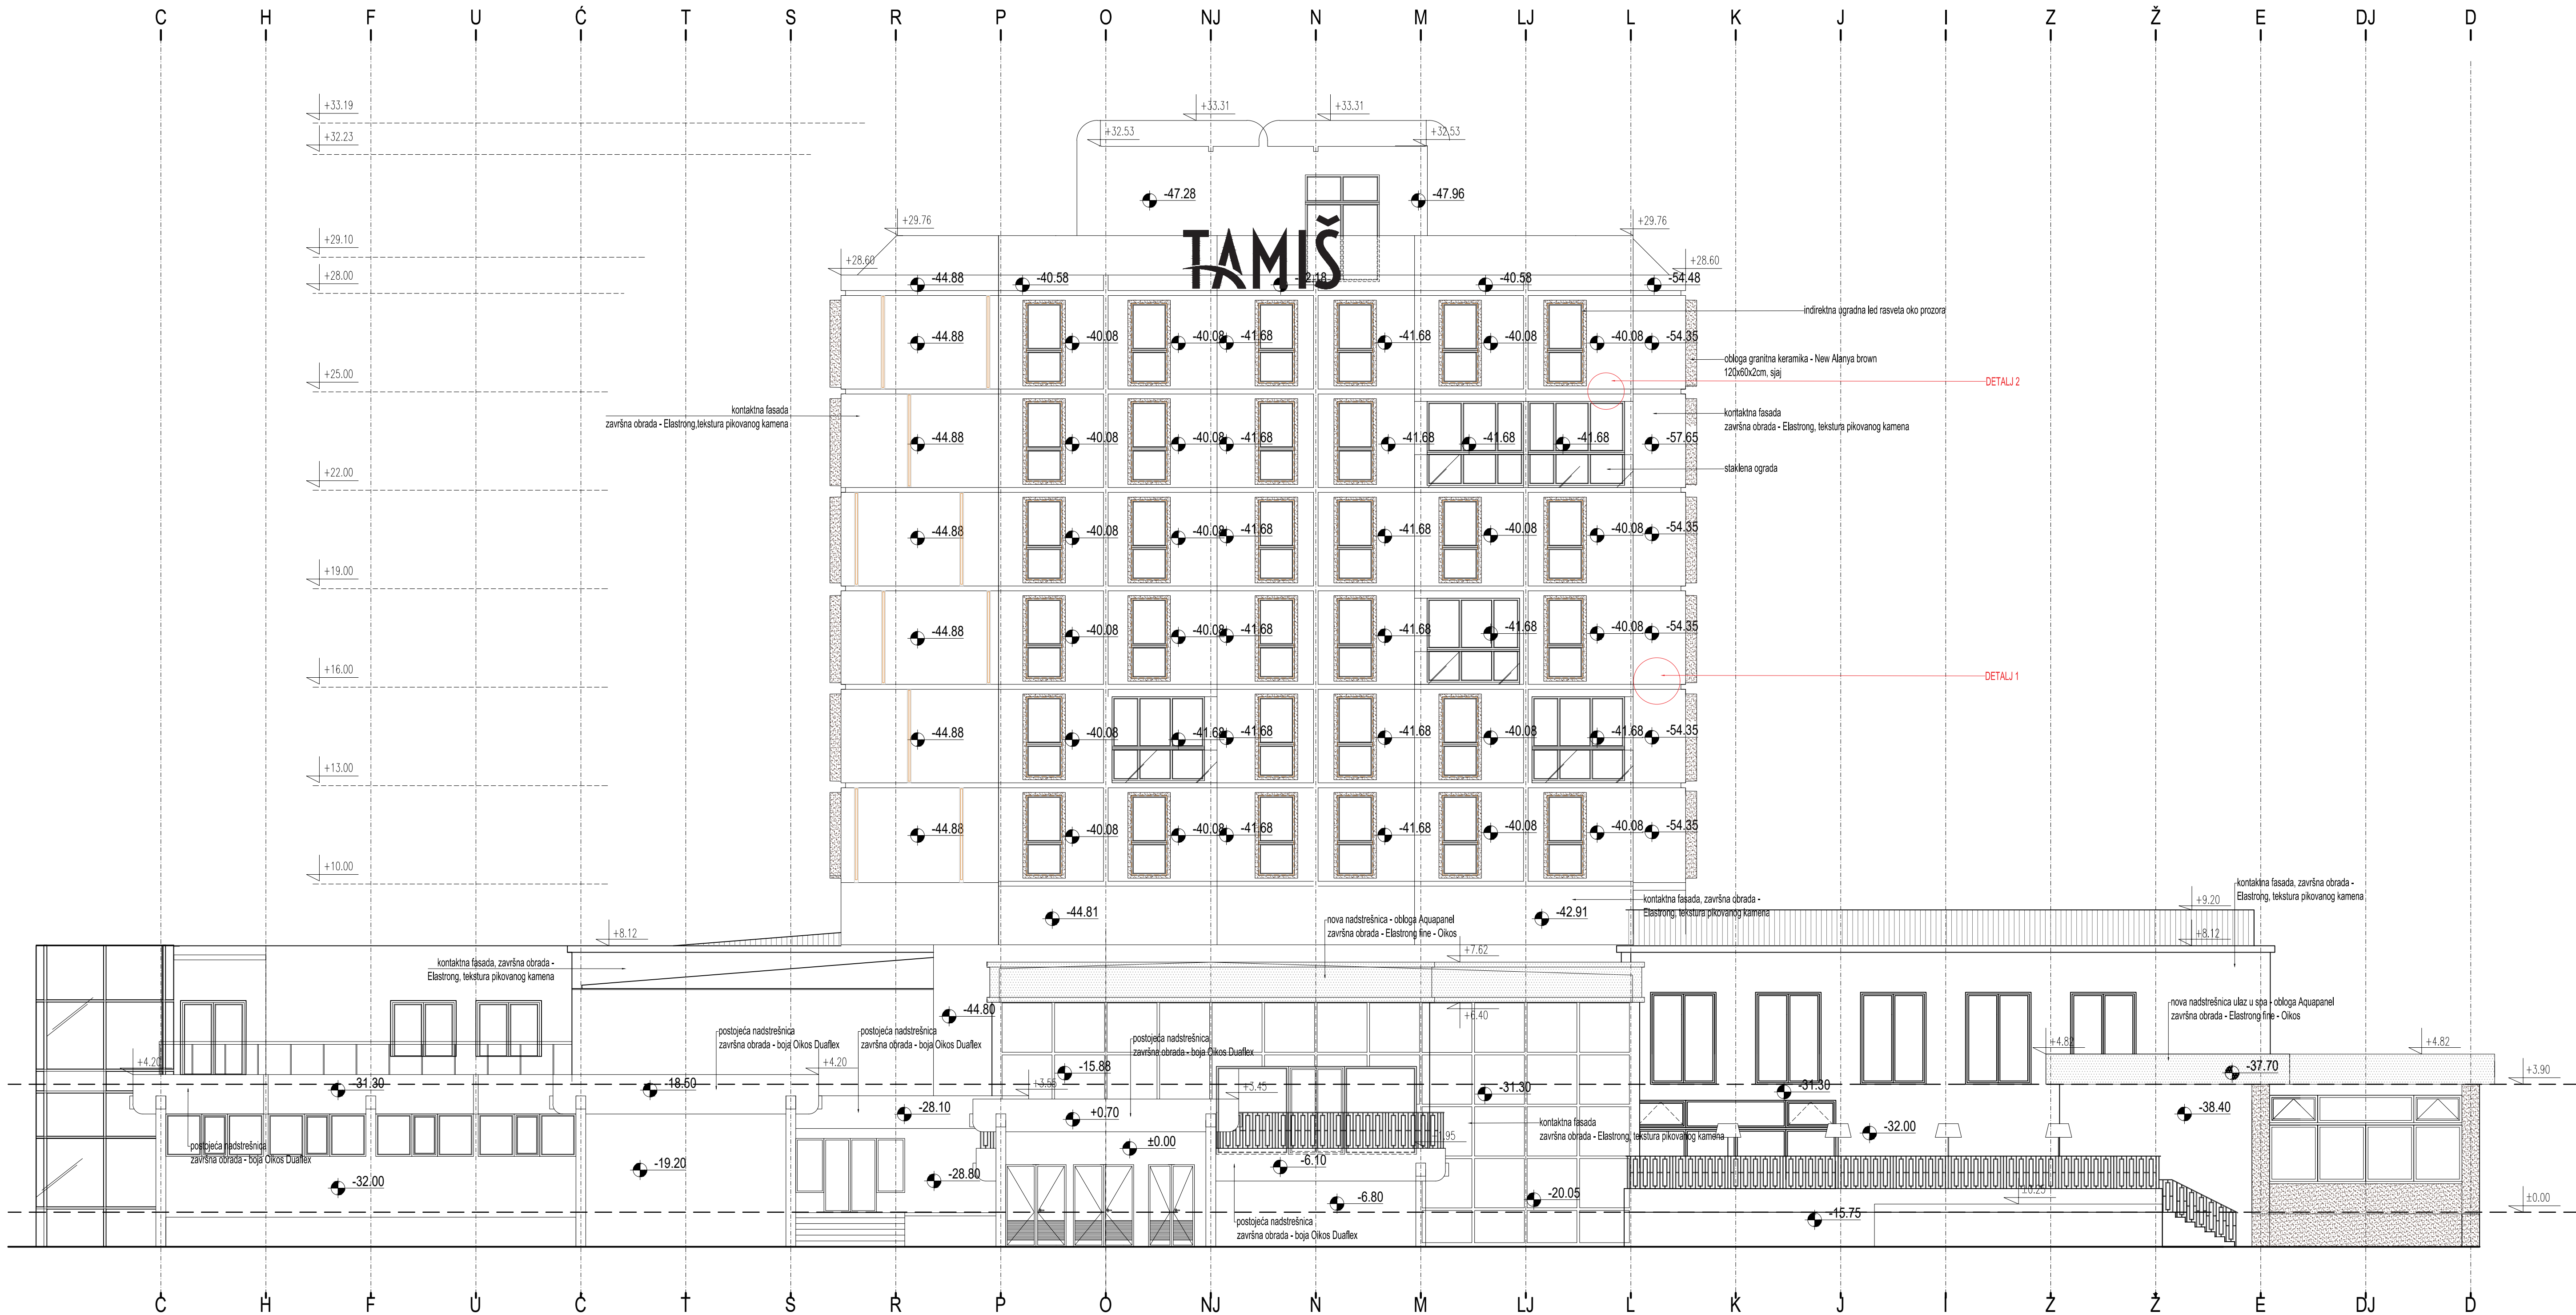 C H F U Ć T S R P O NJ N M LJ L K J I Z Ž E DJ D
+33.19
+33.31 +33.31
+32.23
+32.53 +32.53
-47.28 -47.96
+29.76 +29.76
+29.10
TAMIŠ
+28.60 +28.60
+28.00
-44.88 -40.58 -40.58 -54.48
indirektna ugradna led rasveta oko prozora
-44.88 -40.08 -40.08 -41.68 -41.68 -40.08 -40.08 -54.35
obloga granitna keramika - New Alanya brown
120x60x2cm, sjaj
+25.00
DETALJ 2
kontaktna fasada
završna obrada - Elastrong,tekstura pikovanog kamena
kontaktna fasada
završna obrada - Elastrong, tekstura pikovanog kamena
-44.88 -40.08 -40.08 -41.68 -41.68 -41.68 -41.68 -57.65
staklena ograda
+22.00
-44.88 -40.08 -40.08 -41.68 -41.68 -40.08 -40.08 -54.35
+19.00
-44.88 -40.08 -40.08 -41.68 -41.68 -41.68 -40.08 -54.35
+16.00
DETALJ 1
-44.88 -40.08 -41.68 -41.68 -41.68 -40.08 -41.68 -54.35
+13.00
-44.88 -40.08 -40.08 -41.68 -41.68 -40.08 -40.08 -54.35
+10.00
kontaktna fasada, završna obrada -
Elastrong, tekstura pikovanog kamena
kontaktna fasada, završna obrada -
Elastrong, tekstura pikovanog kamena
+9.20
-44.81 -42.91
nova nadstrešnica - obloga Aquapanel
završna obrada - Elastrong fine - Oikos
+8.12 +8.12
+7.62
kontaktna fasada, završna obrada -
Elastrong, tekstura pikovanog kamena
nova nadstrešnica ulaz u spa - obloga Aquapanel
završna obrada - Elastrong fine - Oikos
-44.80 +6.40
postojeća nadstrešnica
završna obrada - boja Oikos Duaflex
postojeća nadstrešnica
završna obrada - boja Oikos Duaflex
postojeća nadstrešnica
završna obrada - boja Oikos Duaflex
+4.82 +4.82
+4.20 +4.20
-15.88 -37.70
+3.90
-31.30 -18.50 +3.45 -31.30 -31.30
-28.10 +0.70 -38.40
kontaktna fasada
završna obrada - Elastrong, tekstura pikovanog kamena
-32.00
±0.00
postojeća nadstrešnica
završna obrada - boja Oikos Duaflex
-19.20 -6.10
-32.00 -28.80 -6.80 -20.05
±0.00
-15.75
postojeća nadstrešnica
završna obrada - boja Oikos Duaflex
C H F U Ć T S R P O NJ N M LJ L K J I Z Ž E DJ D